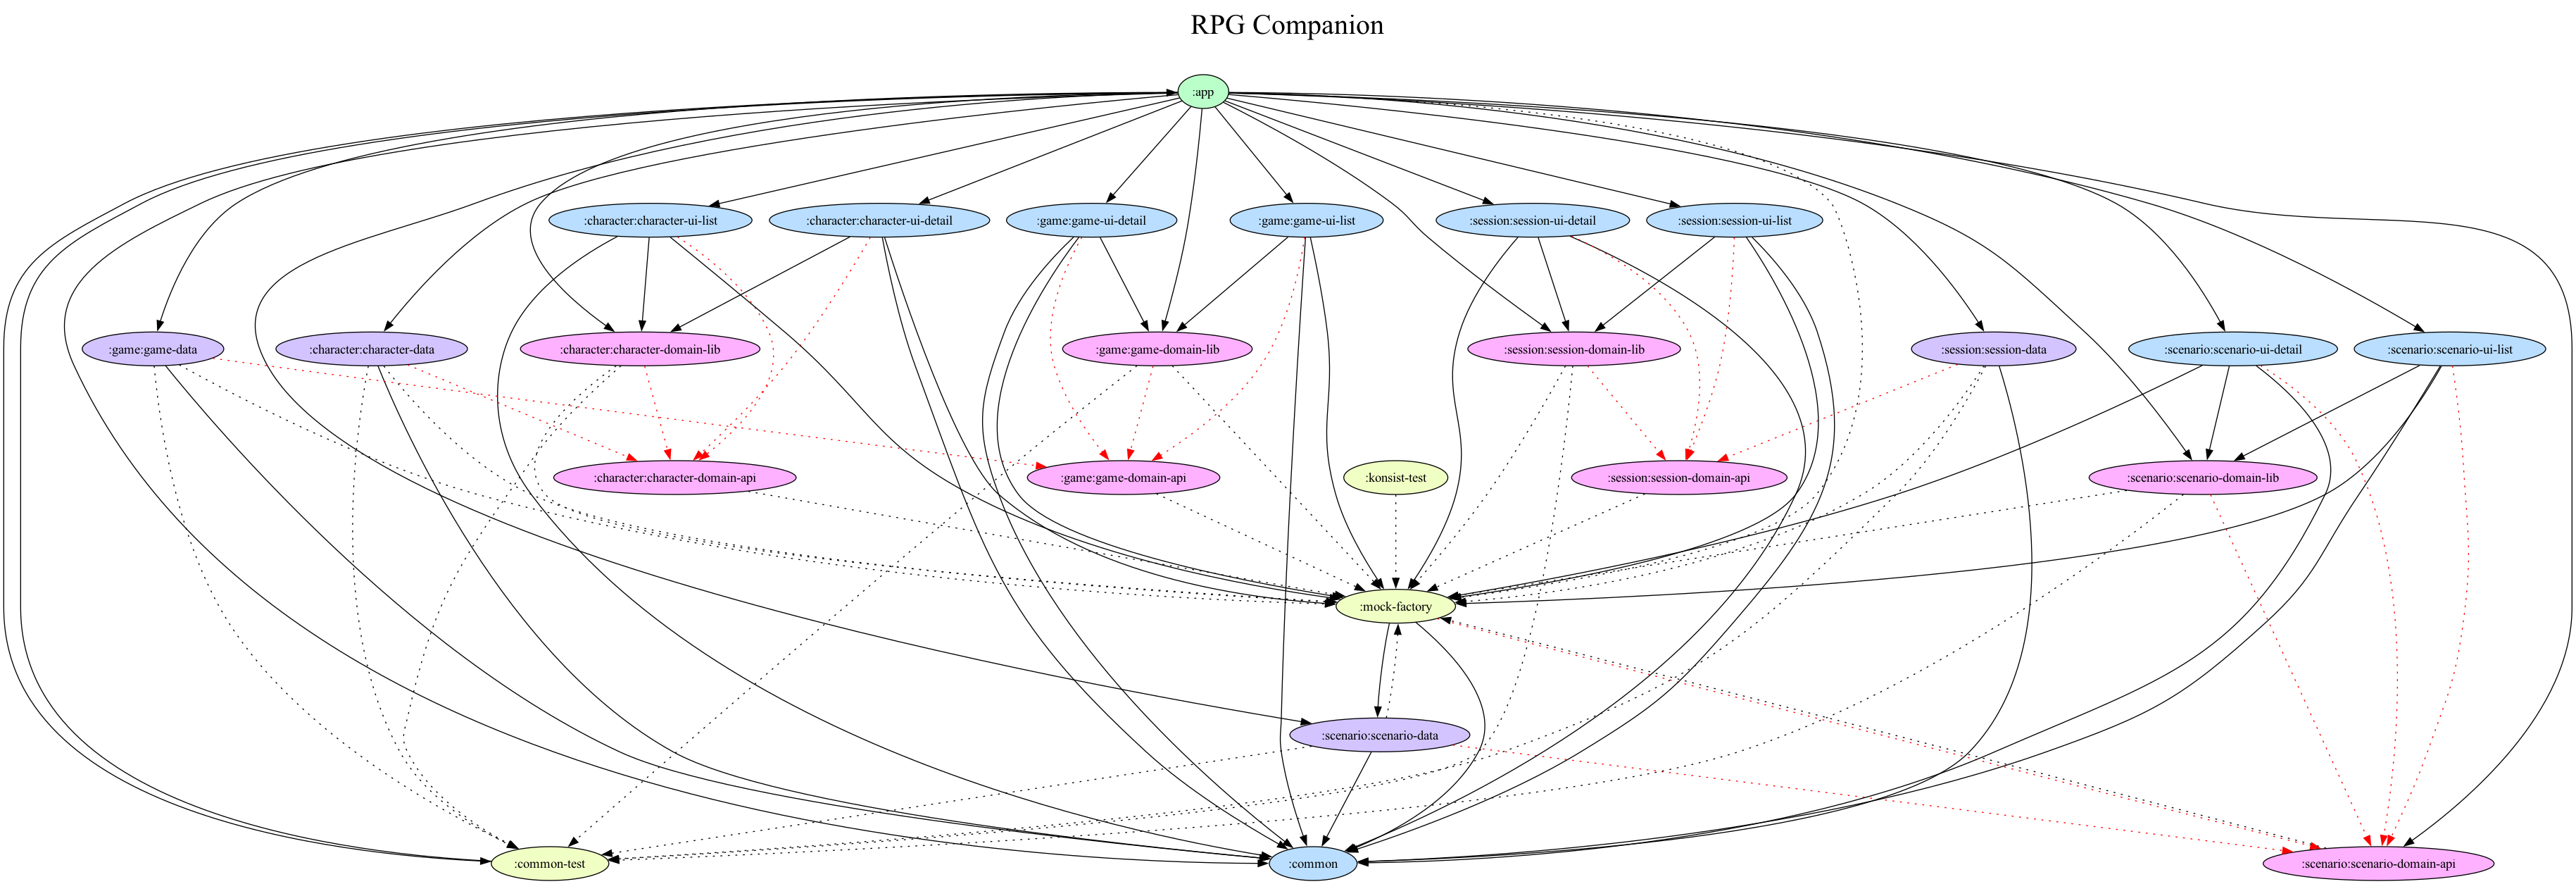 RPG Companion
:app
:character:character-ui-list
:character:character-ui-detail
:game:game-ui-detail
:game:game-ui-list
:session:session-ui-detail
:session:session-ui-list
:game:game-data
:character:character-data
:character:character-domain-lib
:game:game-domain-lib
:session:session-domain-lib
:session:session-data
:scenario:scenario-ui-detail
:scenario:scenario-ui-list
:character:character-domain-api
:game:game-domain-api
:konsist-test
:session:session-domain-api
:scenario:scenario-domain-lib
:mock-factory
:scenario:scenario-data
:common-test
:common
:scenario:scenario-domain-api